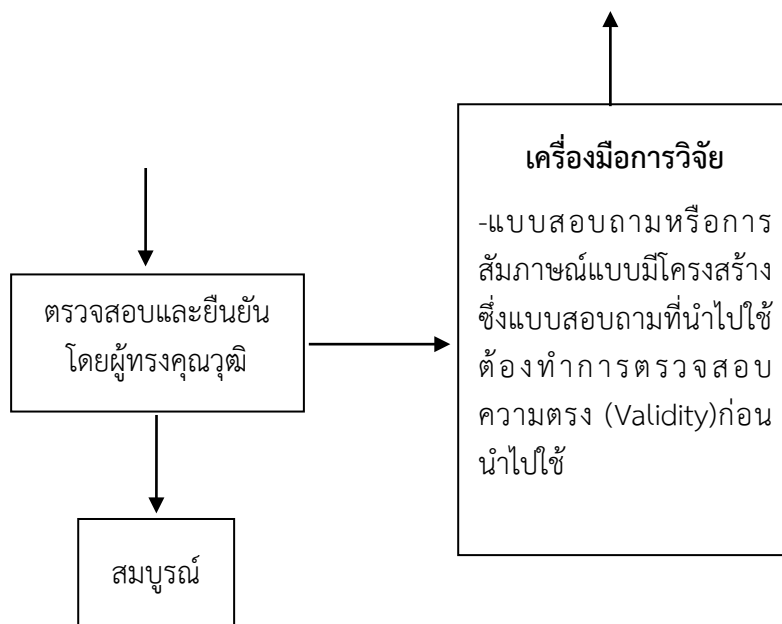 เครื่องมือการวิจัย
-แบบสอบถามหรือการ
สัมภาษณ์แบบมีโครงสร้าง
ซึ่งแบบสอบถามที่นำไปใช้
ต้องทำการตรวจสอบ
ความตรง (Validity)ก่อน
นำไปใช้
ตรวจสอบและยืนยัน
โดยผู้ทรงคุณวุฒิ
สมบูรณ์